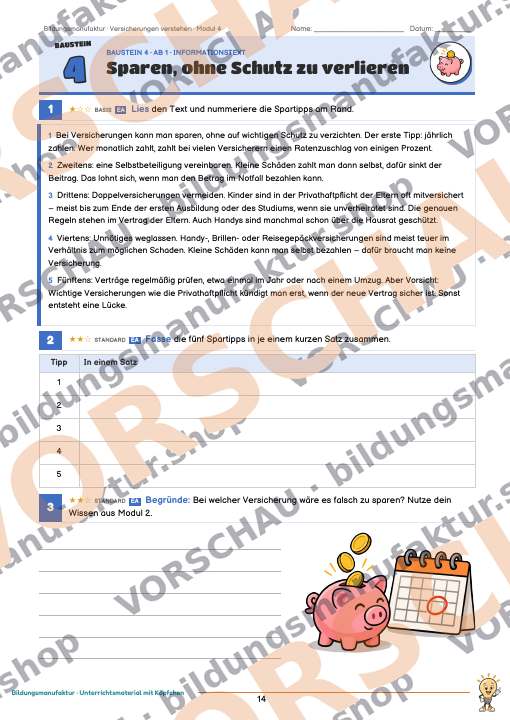 Bildungsmanufaktur · Versicherungen verstehen · Modul 4 Name: Datum:
BAUSTEIN
4
BAUSTEIN 4 · AB 1 · INFORMATIONSTEXT
Sparen, ohne Schutz zu verlieren
1 ★☆☆ BASIS EA Lies den Text und nummeriere die Spartipps am Rand.
1 Bei Versicherungen kann man sparen, ohne auf wichtigen Schutz zu verzichten. Der erste Tipp: jährlich
zahlen. Wer monatlich zahlt, zahlt bei vielen Versicherern einen Ratenzuschlag von einigen Prozent.
2 Zweitens: eine Selbstbeteiligung vereinbaren. Kleine Schäden zahlt man dann selbst, dafür sinkt der
Beitrag. Das lohnt sich, wenn man den Betrag im Notfall bezahlen kann.
3 Drittens: Doppelversicherungen vermeiden. Kinder sind in der Privathaftpflicht der Eltern oft mitversichert
– meist bis zum Ende der ersten Ausbildung oder des Studiums, wenn sie unverheiratet sind. Die genauen
Regeln stehen im Vertrag der Eltern. Auch Handys sind manchmal schon über die Hausrat geschützt.
4 Viertens: Unnötiges weglassen. Handy-, Brillen- oder Reisegepäckversicherungen sind meist teuer im
Verhältnis zum möglichen Schaden. Kleine Schäden kann man selbst bezahlen – dafür braucht man keine
Versicherung.
5 Fünftens: Verträge regelmäßig prüfen, etwa einmal im Jahr oder nach einem Umzug. Aber Vorsicht:
Wichtige Versicherungen wie die Privathaftpflicht kündigt man erst, wenn der neue Vertrag sicher ist. Sonst
entsteht eine Lücke.
2 ★★☆ STANDARD EA Fasse die fünf Spartipps in je einem kurzen Satz zusammen.
Tipp In einem Satz
1
2
3
4
5
3 ★★☆ STANDARD EA Begründe: Bei welcher Versicherung wäre es falsch zu sparen? Nutze dein
Wissen aus Modul 2.
Bildungsmanufaktur · Unterrichtsmaterial mit Köpfchen
14
VORSCHAU · bildungsmanufaktur.shop